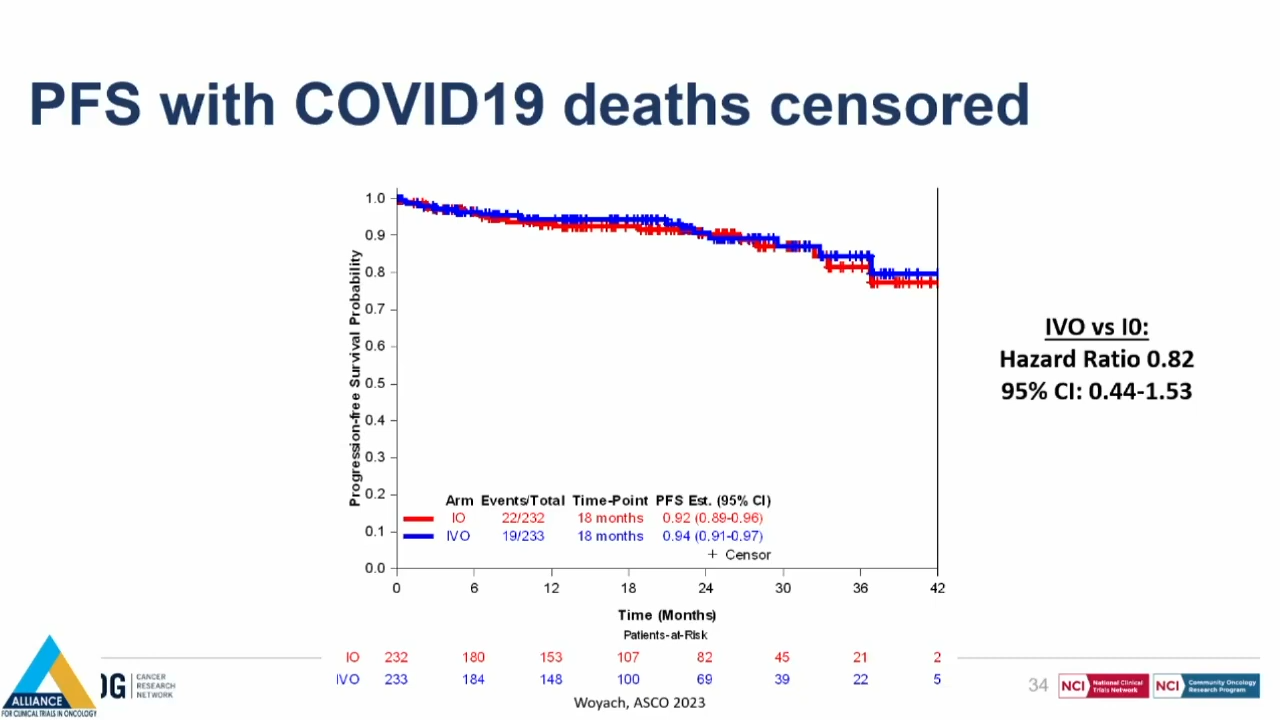 PFS with COVID19 deaths censored
Progression-free Survival Probability
1.0
0.9
0.8
0.7
0.6
0.5
0.4
0.3
0.2
0.1
0.0
Arm Events/Total Time-Point PFS Est. (95% CI)
IO 22/232 18 months 0.92 (0.89-0.96)
IVO 19/233 18 months 0.94 (0.91-0.97)
+ Censor
0 6 12 18 24 30 36 42
Time (Months)
Patients-at-Risk
IO 232 180 153 107 82 45 21 2
IVO 233 184 148 100 69 39 22 5
IVO vs I0:
Hazard Ratio 0.82
95% CI: 0.44-1.53
Woyach, ASCO 2023
ALLIANCE
FOR CLINICAL TRIALS IN ONCOLOGY
OG
CANCER
RESEARCH
NETWORK
34
NCI National Clinical
Trials Network
NCI Community Oncology
Research Program